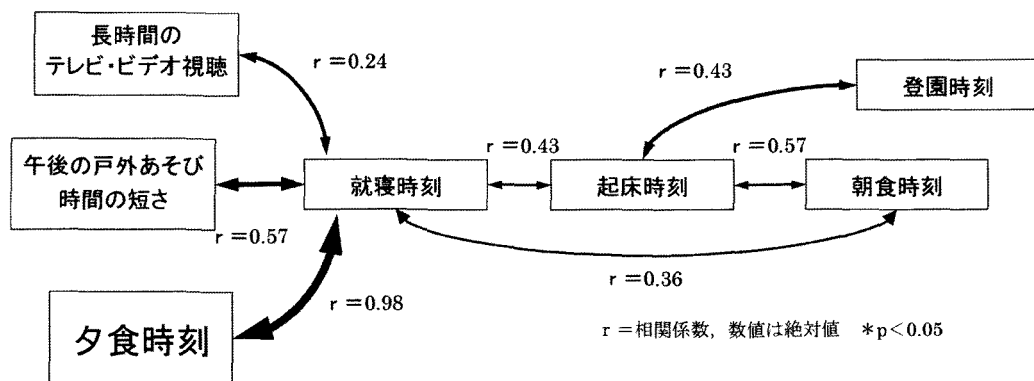 長時間の
テレビ・ビデオ視聴
r=0.24
r=0.43
登園時刻
午後の戸外あそび
時間の短さ
r=0.57
就寝時刻
r=0.43
起床時刻
r=0.57
朝食時刻
r=0.36
夕食時刻
r=0.98
r=相関係数，数値は絶対値 *p<0.05